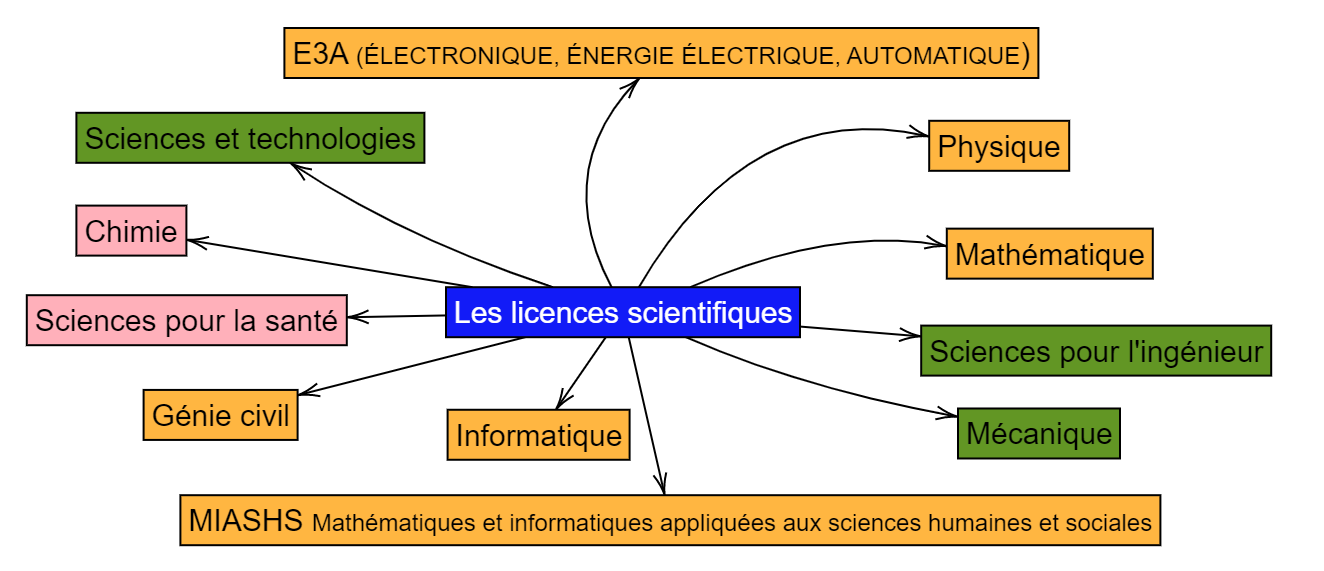 E3A (ÉLECTRONIQUE, ÉNERGIE ÉLECTRIQUE, AUTOMATIQUE)
Sciences et technologies
Physique
Chimie
Mathématique
Les licences scientifiques
Sciences pour la santé
Sciences pour l'ingénieur
Génie civil
Informatique
Mécanique
MIASHS Mathématiques et informatiques appliquées aux sciences humaines et sociales